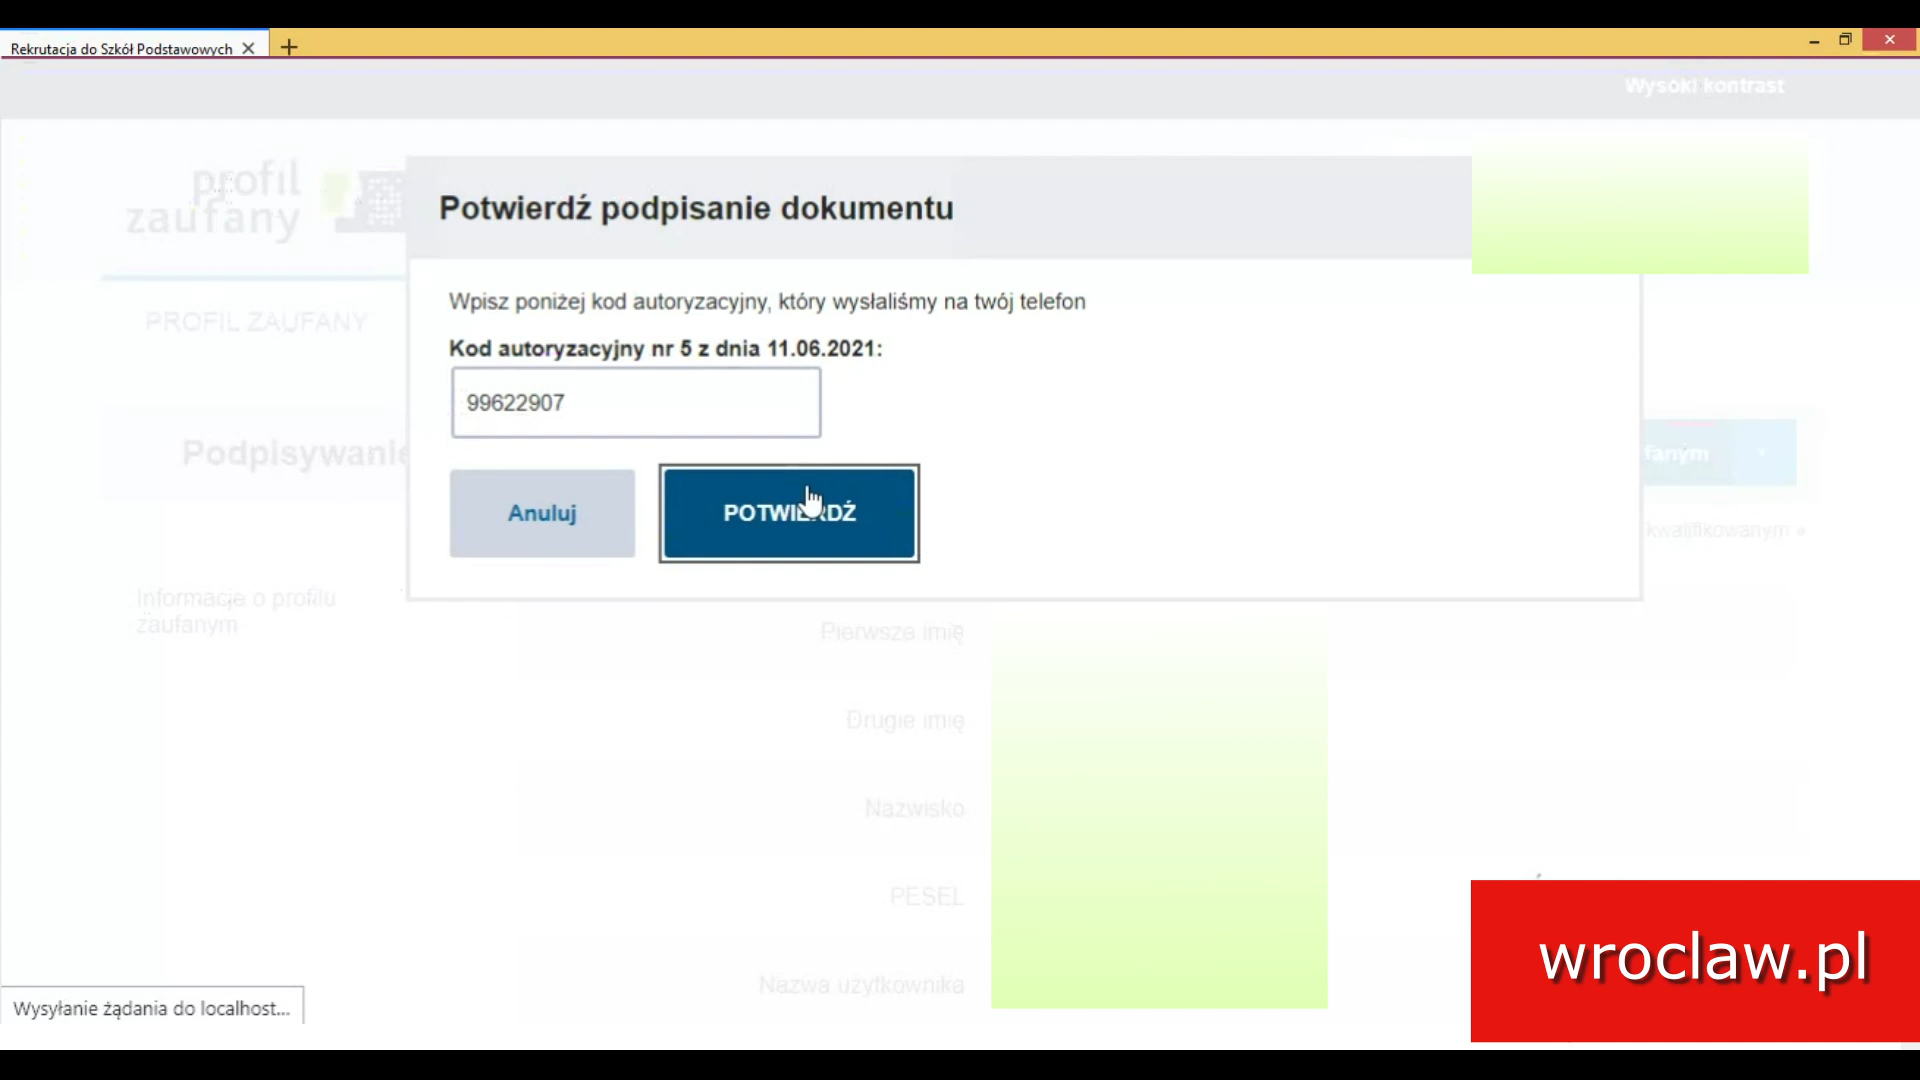 Rekrutacja do Szkół Podstawowych
Wysoki kontrast
profil
zaufany
Potwierdź podpisanie dokumentu
Wpisz poniżej kod autoryzacyjny, który wysłaliśmy na twój telefon
PROFIL ZAUFANY
Kod autoryzacyjny nr 5 z dnia 11.06.2021:
99622907
Podpisywanie
fanym
Anuluj
POTWIERDŹ
kwalifikowanym »
Informacje o profilu
zaufanym
Pierwsze imię
Drugie imię
Nazwisko
PESEL
Nazwa użytkownika
wroclaw.pl
Wysyłanie żądania do localhost...